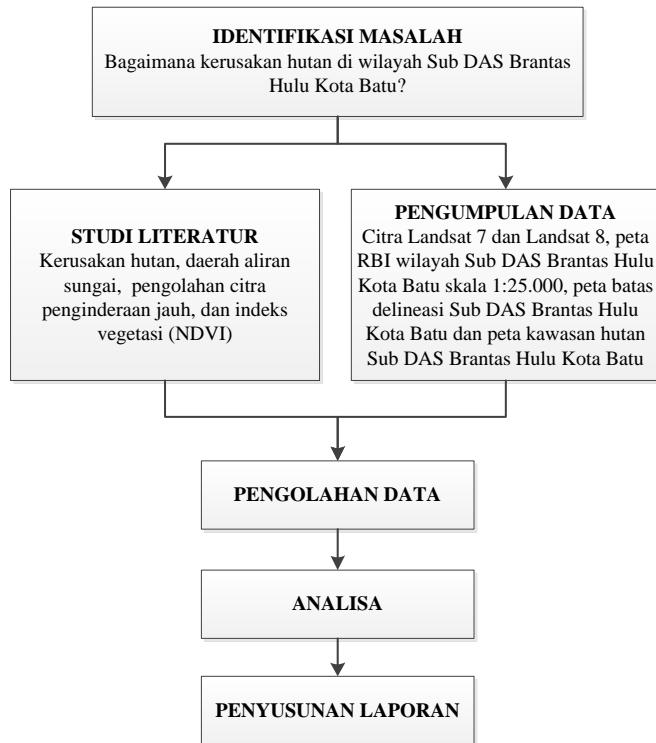 IDENTIFIKASI MASALAH
Bagaimana kerusakan hutan di wilayah Sub DAS Brantas
Hulu Kota Batu?
STUDI LITERATUR
Kerusakan hutan, daerah aliran
sungai, pengolahan citra
penginderaan jauh, dan indeks
vegetasi (NDVI)
PENGUMPULAN DATA
Citra Landsat 7 dan Landsat 8, peta
RBI wilayah Sub DAS Brantas Hulu
Kota Batu skala 1:25.000, peta batas
delineasi Sub DAS Brantas Hulu
Kota Batu dan peta kawasan hutan
Sub DAS Brantas Hulu Kota Batu
PENGOLAHAN DATA
ANALISA
PENYUSUNAN LAPORAN